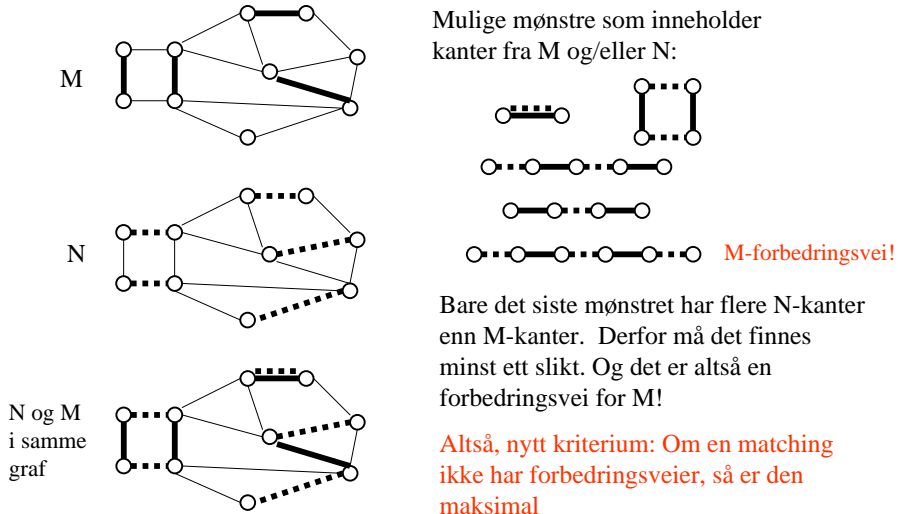 M
N
N og M
i samme
graf
Mulige mønstre som inneholder
kanter fra M og/eller N:
M-forbedringsvei!
Bare det siste mønstret har flere N-kanter
enn M-kanter.  Derfor må det finnes
minst ett slikt. Og det er altså en
forbedringsvei for M!
Altså, nytt kriterium: Om en matching
ikke har forbedringsveier, så er den
maksimal